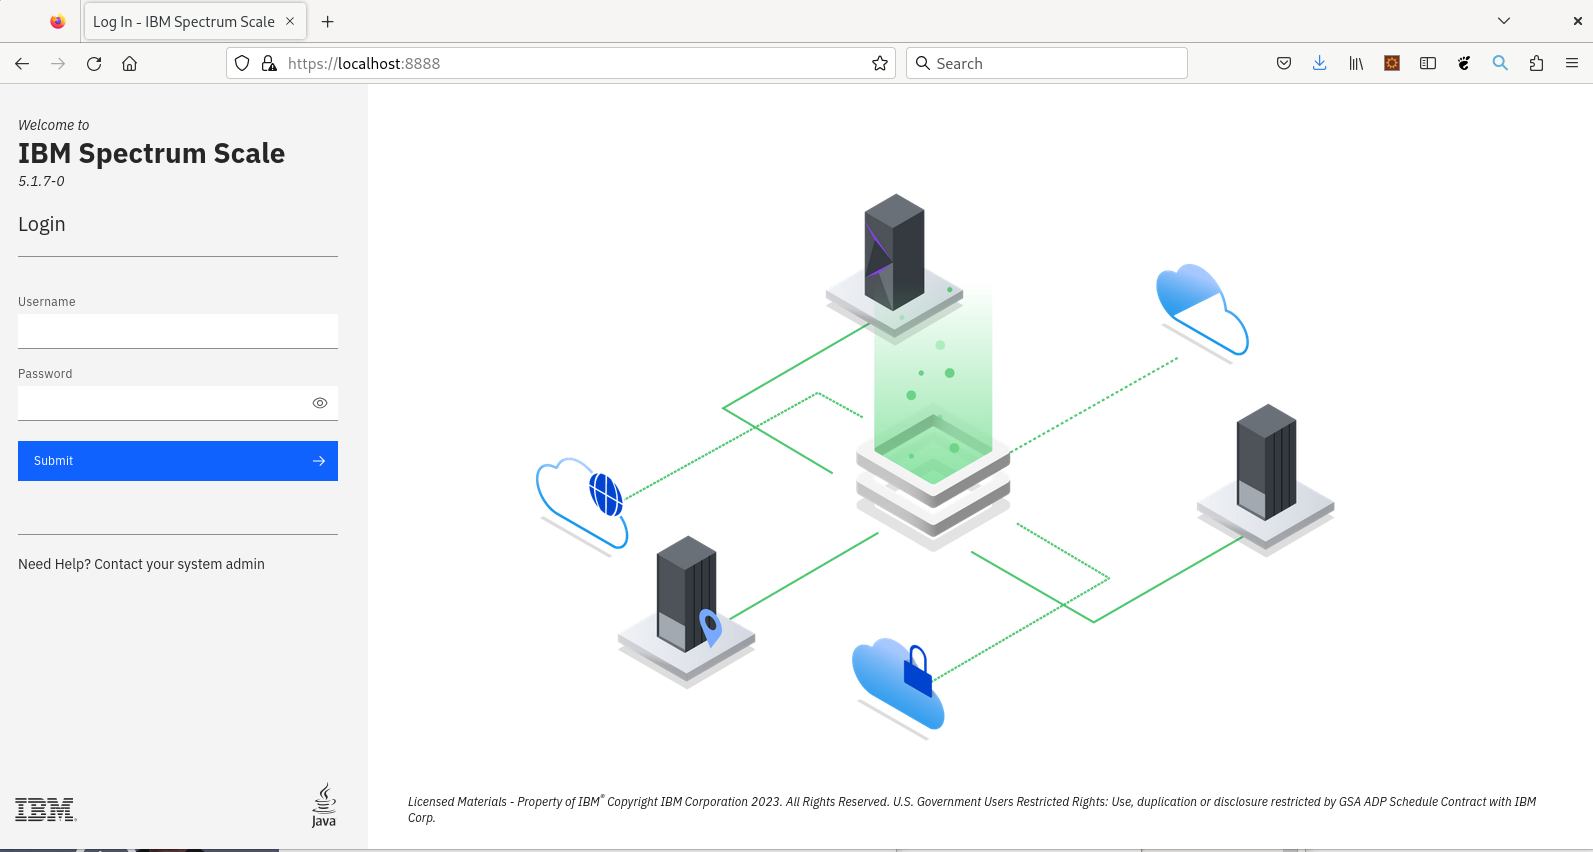 Log In - IBM Spectrum Scale
https://localhost:8888
Search
Welcome to
IBM Spectrum Scale
5.1.7-0
Login
Username
Password
Submit
Need Help? Contact your system admin
IBM
Java
Licensed Materials - Property of IBM® Copyright IBM Corporation 2023. All Rights Reserved. U.S. Government Users Restricted Rights: Use, duplication or disclosure restricted by GSA ADP Schedule Contract with IBM
Corp.